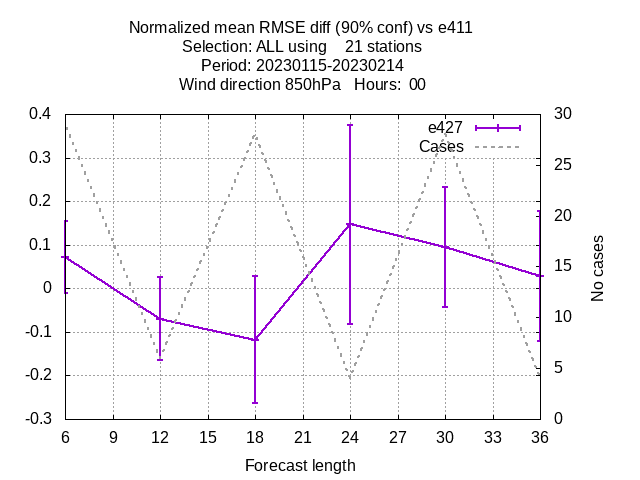 Normalized mean RMSE diff (90% conf) vs e411
Selection: ALL using    21 stations
Period: 20230115-20230214
Wind direction 850hPa   Hours:  00
e427
Cases
0.4
0.3
0.2
0.1
0
-0.1
-0.2
-0.3
30
25
20
15
10
5
0
No cases
6 9 12 15 18 21 24 27 30 33 36
Forecast length